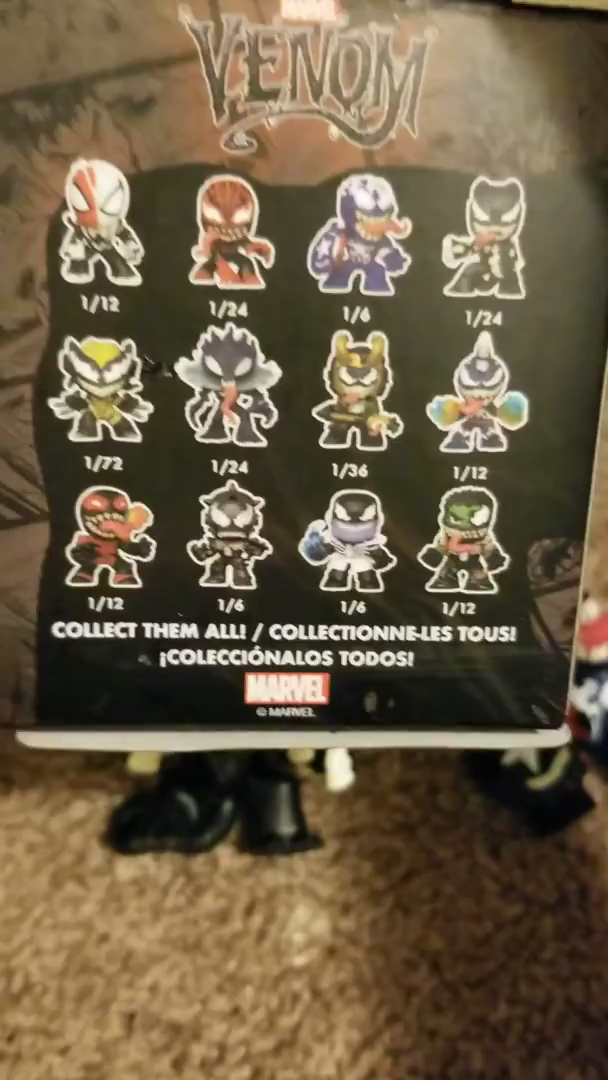 MARVEL
VENOM
1/12 1/24 1/6 1/24
1/72 1/24 1/36 1/12
1/12 1/6 1/6 1/12
COLLECT THEM ALL! / COLLECTIONNE-LES TOUS!
¡COLECCIÓNALOS TODOS!
MARVEL
© MARVEL